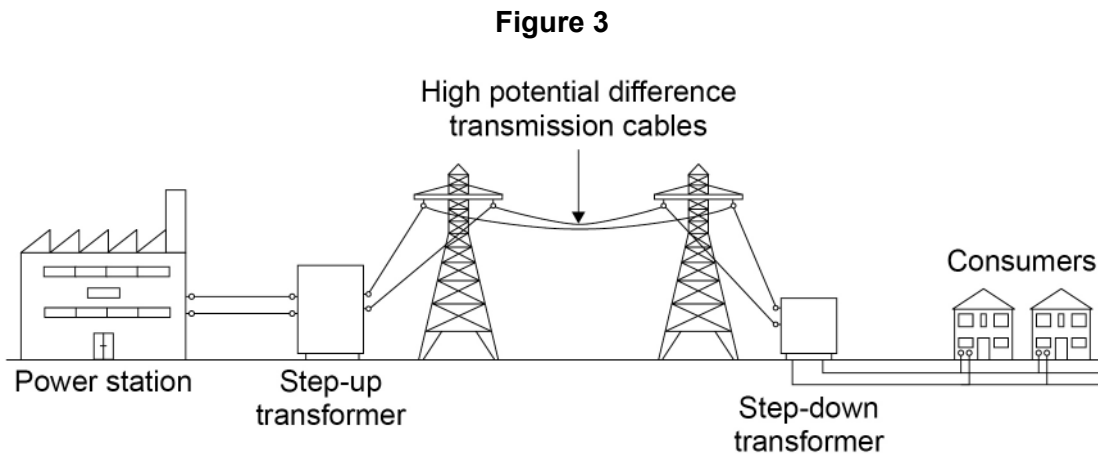 Figure 3
High potential difference
transmission cables
Consumers
Power station
Step-up
transformer
Step-down
transformer